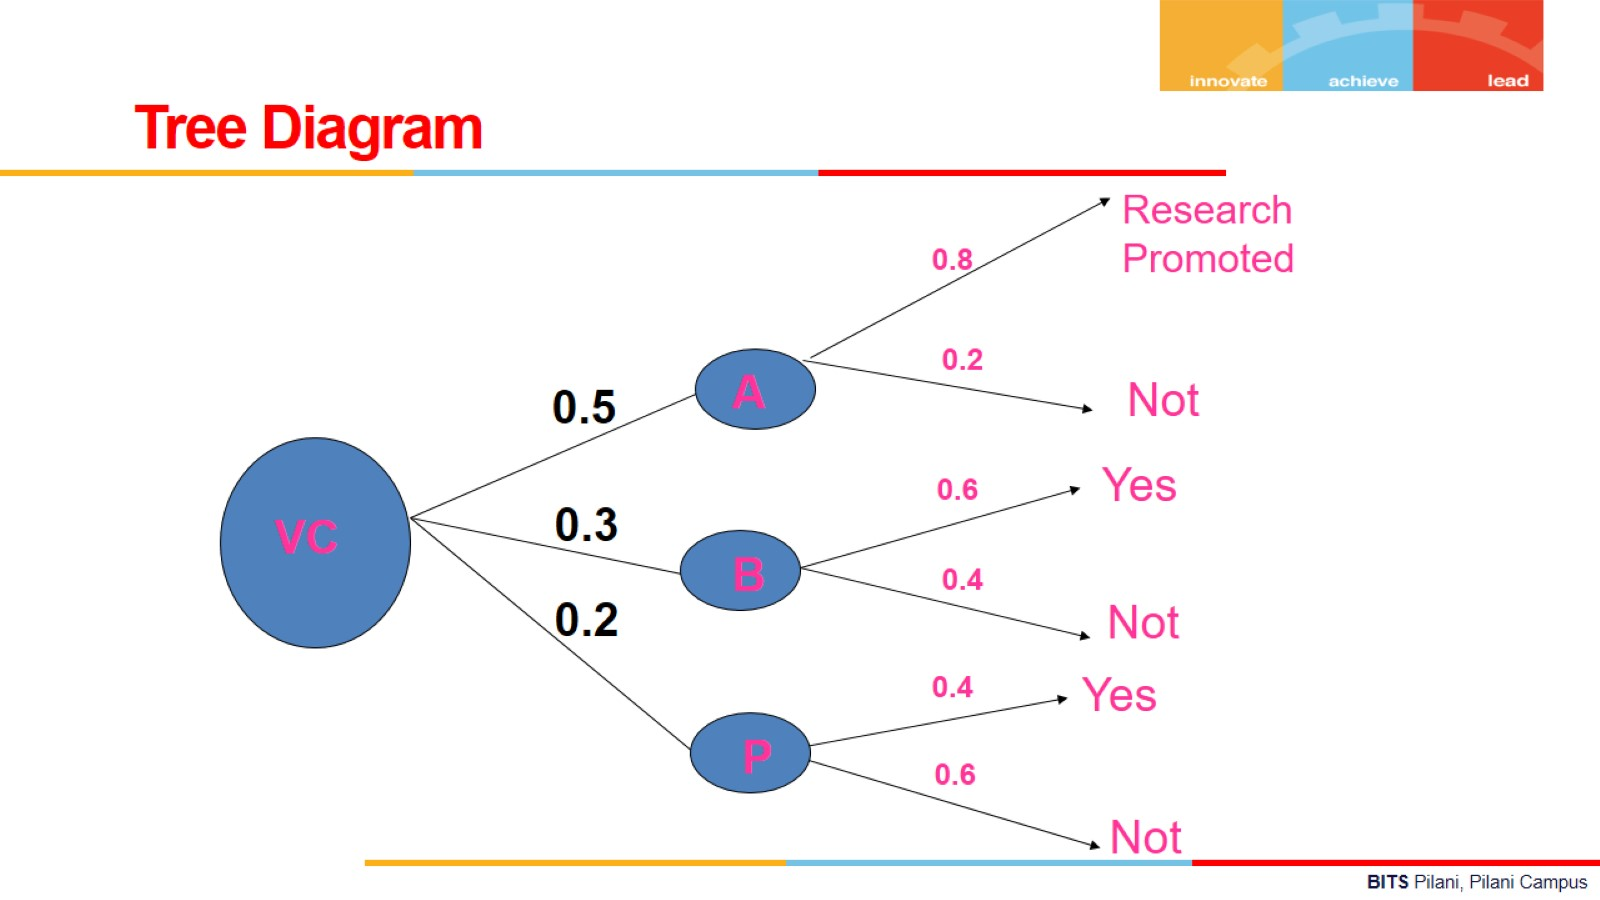 innovate achieve lead
Tree Diagram
Research
Promoted
0.8
0.2
Not
A
0.5
Yes
0.6
0.3
VC
B
0.4
Not
0.2
Yes
0.4
P
0.6
Not
BITS Pilani, Pilani Campus